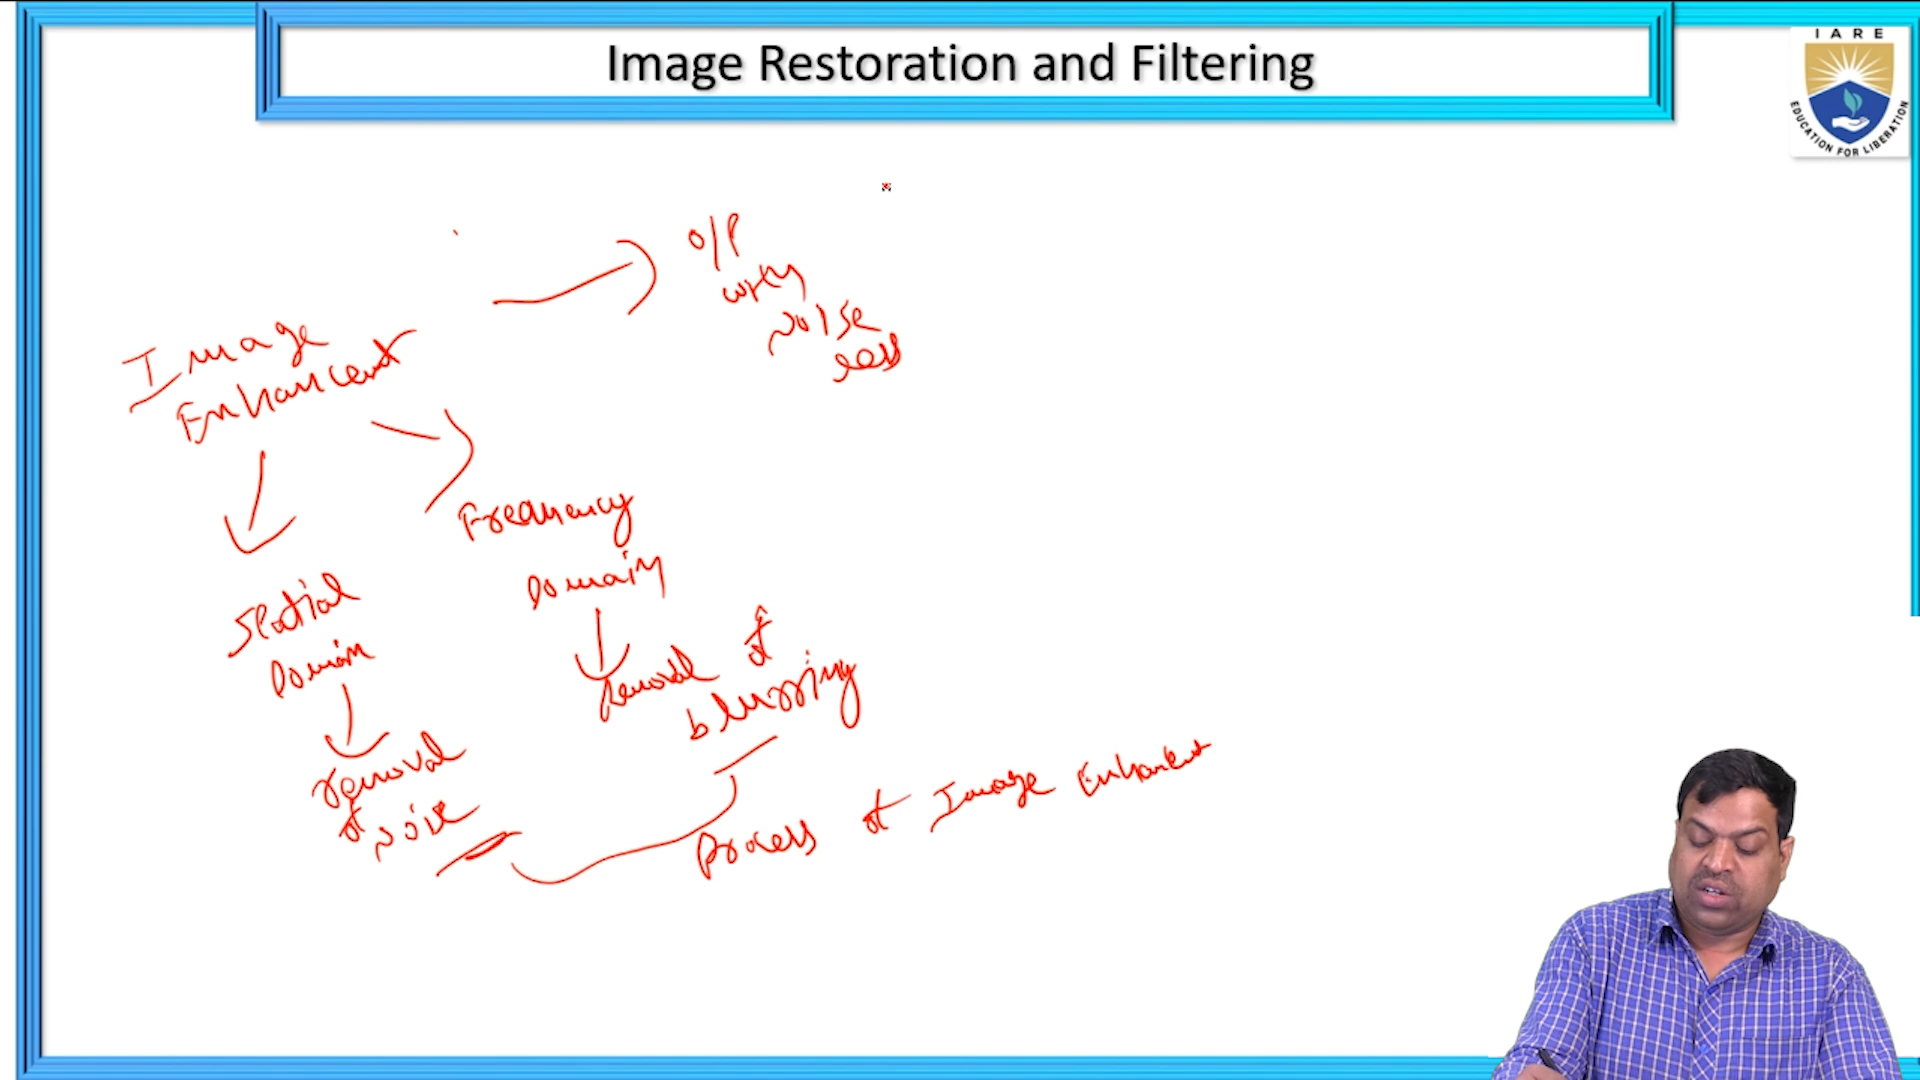 Image Restoration and Filtering
IARE
EDUCATION FOR LIBERATION
O/P
with
noise
less
Image
Enhancement
Frequency
Domain
removal of
blurring
Spatial
Domain
removal
of
noise
Process of Image Enhancement